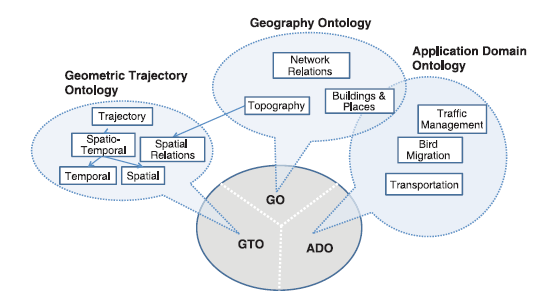 Geography Ontology
Network
Relations
Topography
Buildings &
Places
Application Domain
Ontology
Traffic
Management
Bird
Migration
Transportation
Geometric Trajectory
Ontology
Trajectory
Spatio-
Temporal
Spatial
Relations
Temporal
Spatial
GO
GTO
ADO